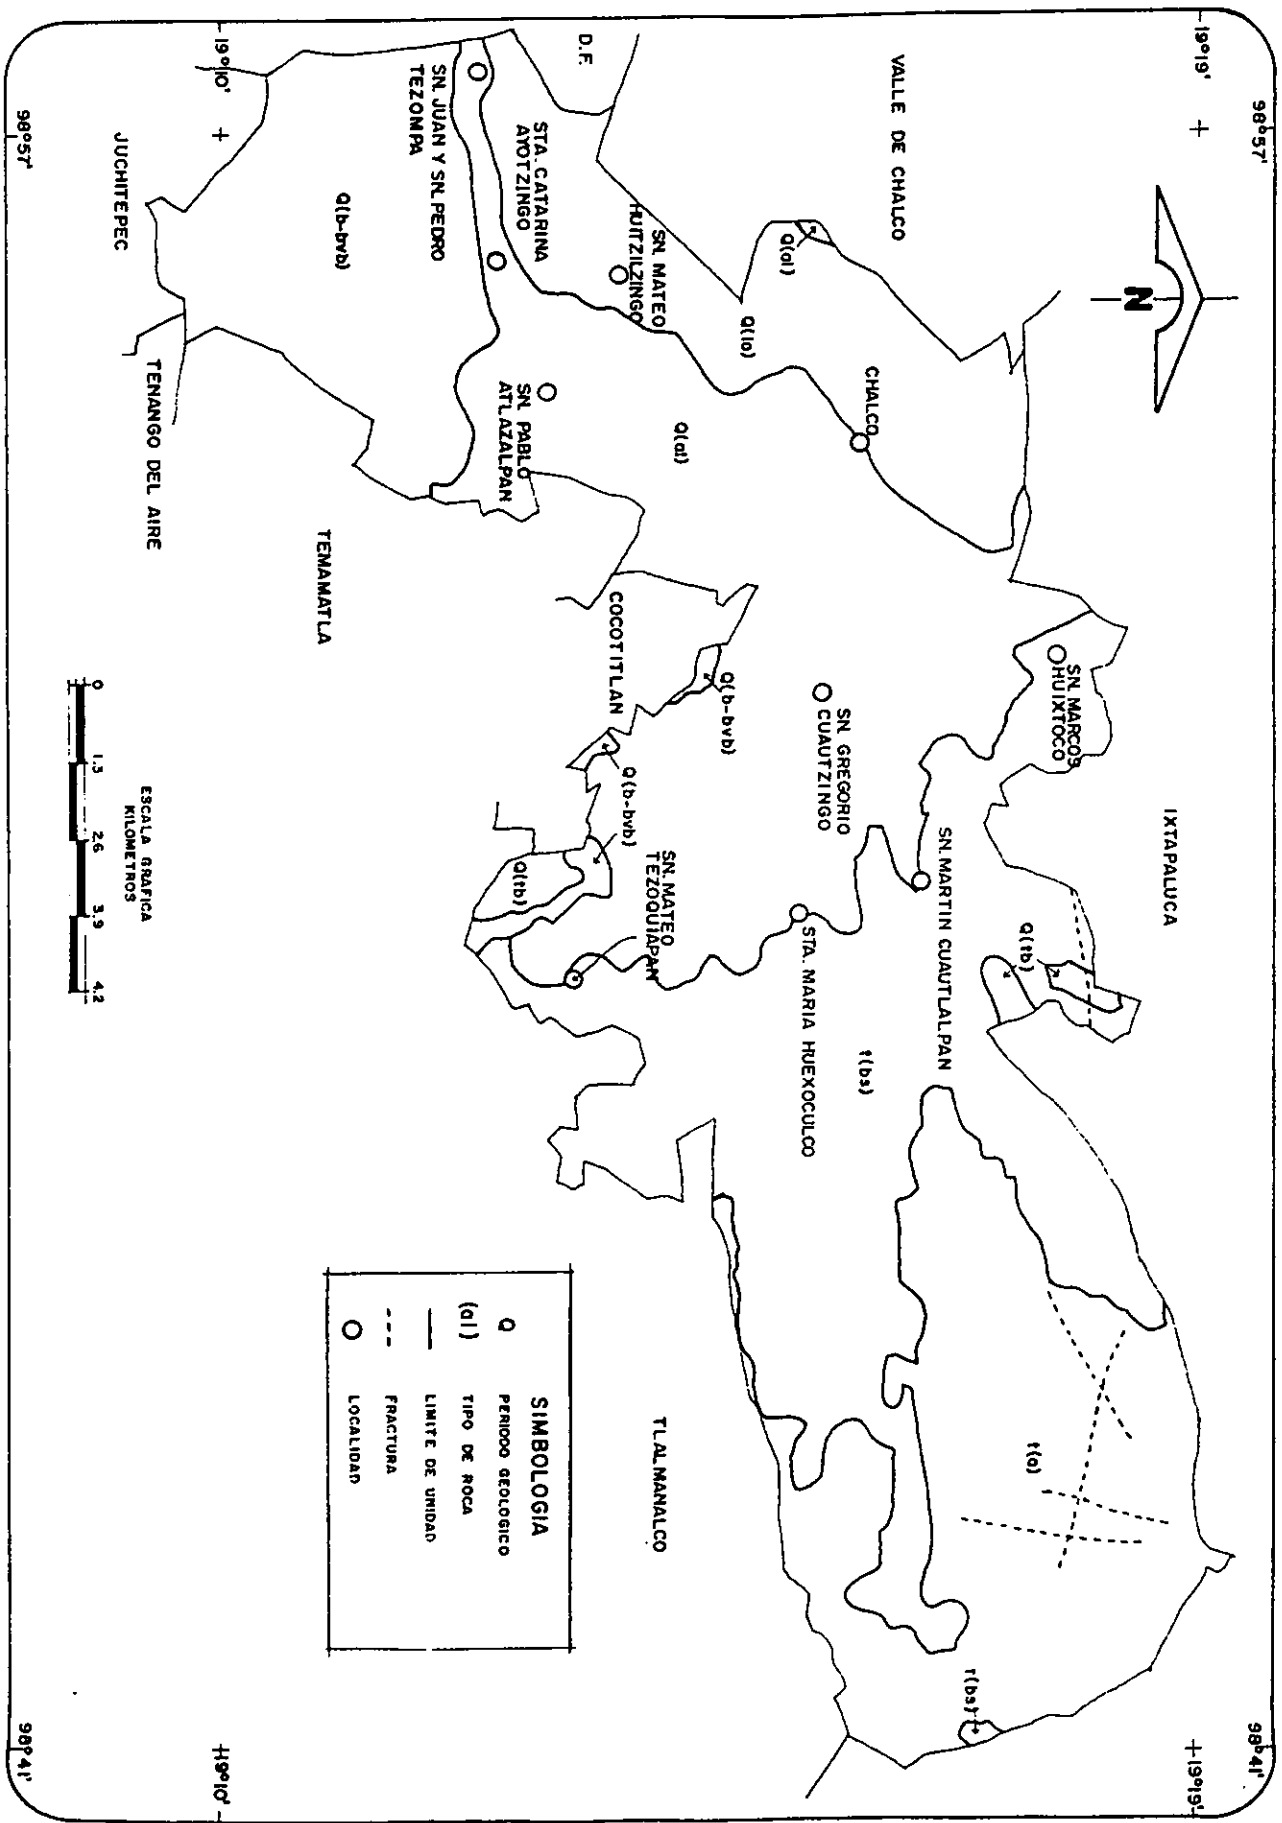 98°57'
98°41'
19°19'
19°19'
N
VALLE DE CHALCO
IXTAPALUCA
SN. MARCOS
HUIXTOCO
Q(tb)
Q(al)
CHALCO
SN. MARTIN CUAUTLALPAN
t(a)
t(bs)
r(bs)
SN. GREGORIO
CUAUTZINGO
STA. MARIA HUEXOCULCO
Q(la)
Q(al)
Q(b-bvb)
D.F.
SN. MATEO
HUITZILZINGO
COCOTITLAN
Q(b-bvb)
SN. MATEO
TEZOQUIAPAN
TLALMANALCO
STA. CATARINA
AYOTZINGO
SN. PABLO
ATLAZALPAN
Q(tb)
SN. JUAN Y SN. PEDRO
TEZOMPA
Q(b-bvb)
TEMAMATLA
SIMBOLOGIA
Q PERIODO GEOLOGICO
(al) TIPO DE ROCA
LIMITE DE UNIDAD
FRACTURA
LOCALIDAD
19°10'
19°10'
JUCHITEPEC
TENANGO DEL AIRE
ESCALA GRAFICA
KILOMETROS
0 1.3 2.6 3.9 4.2
98°57'
98°41'